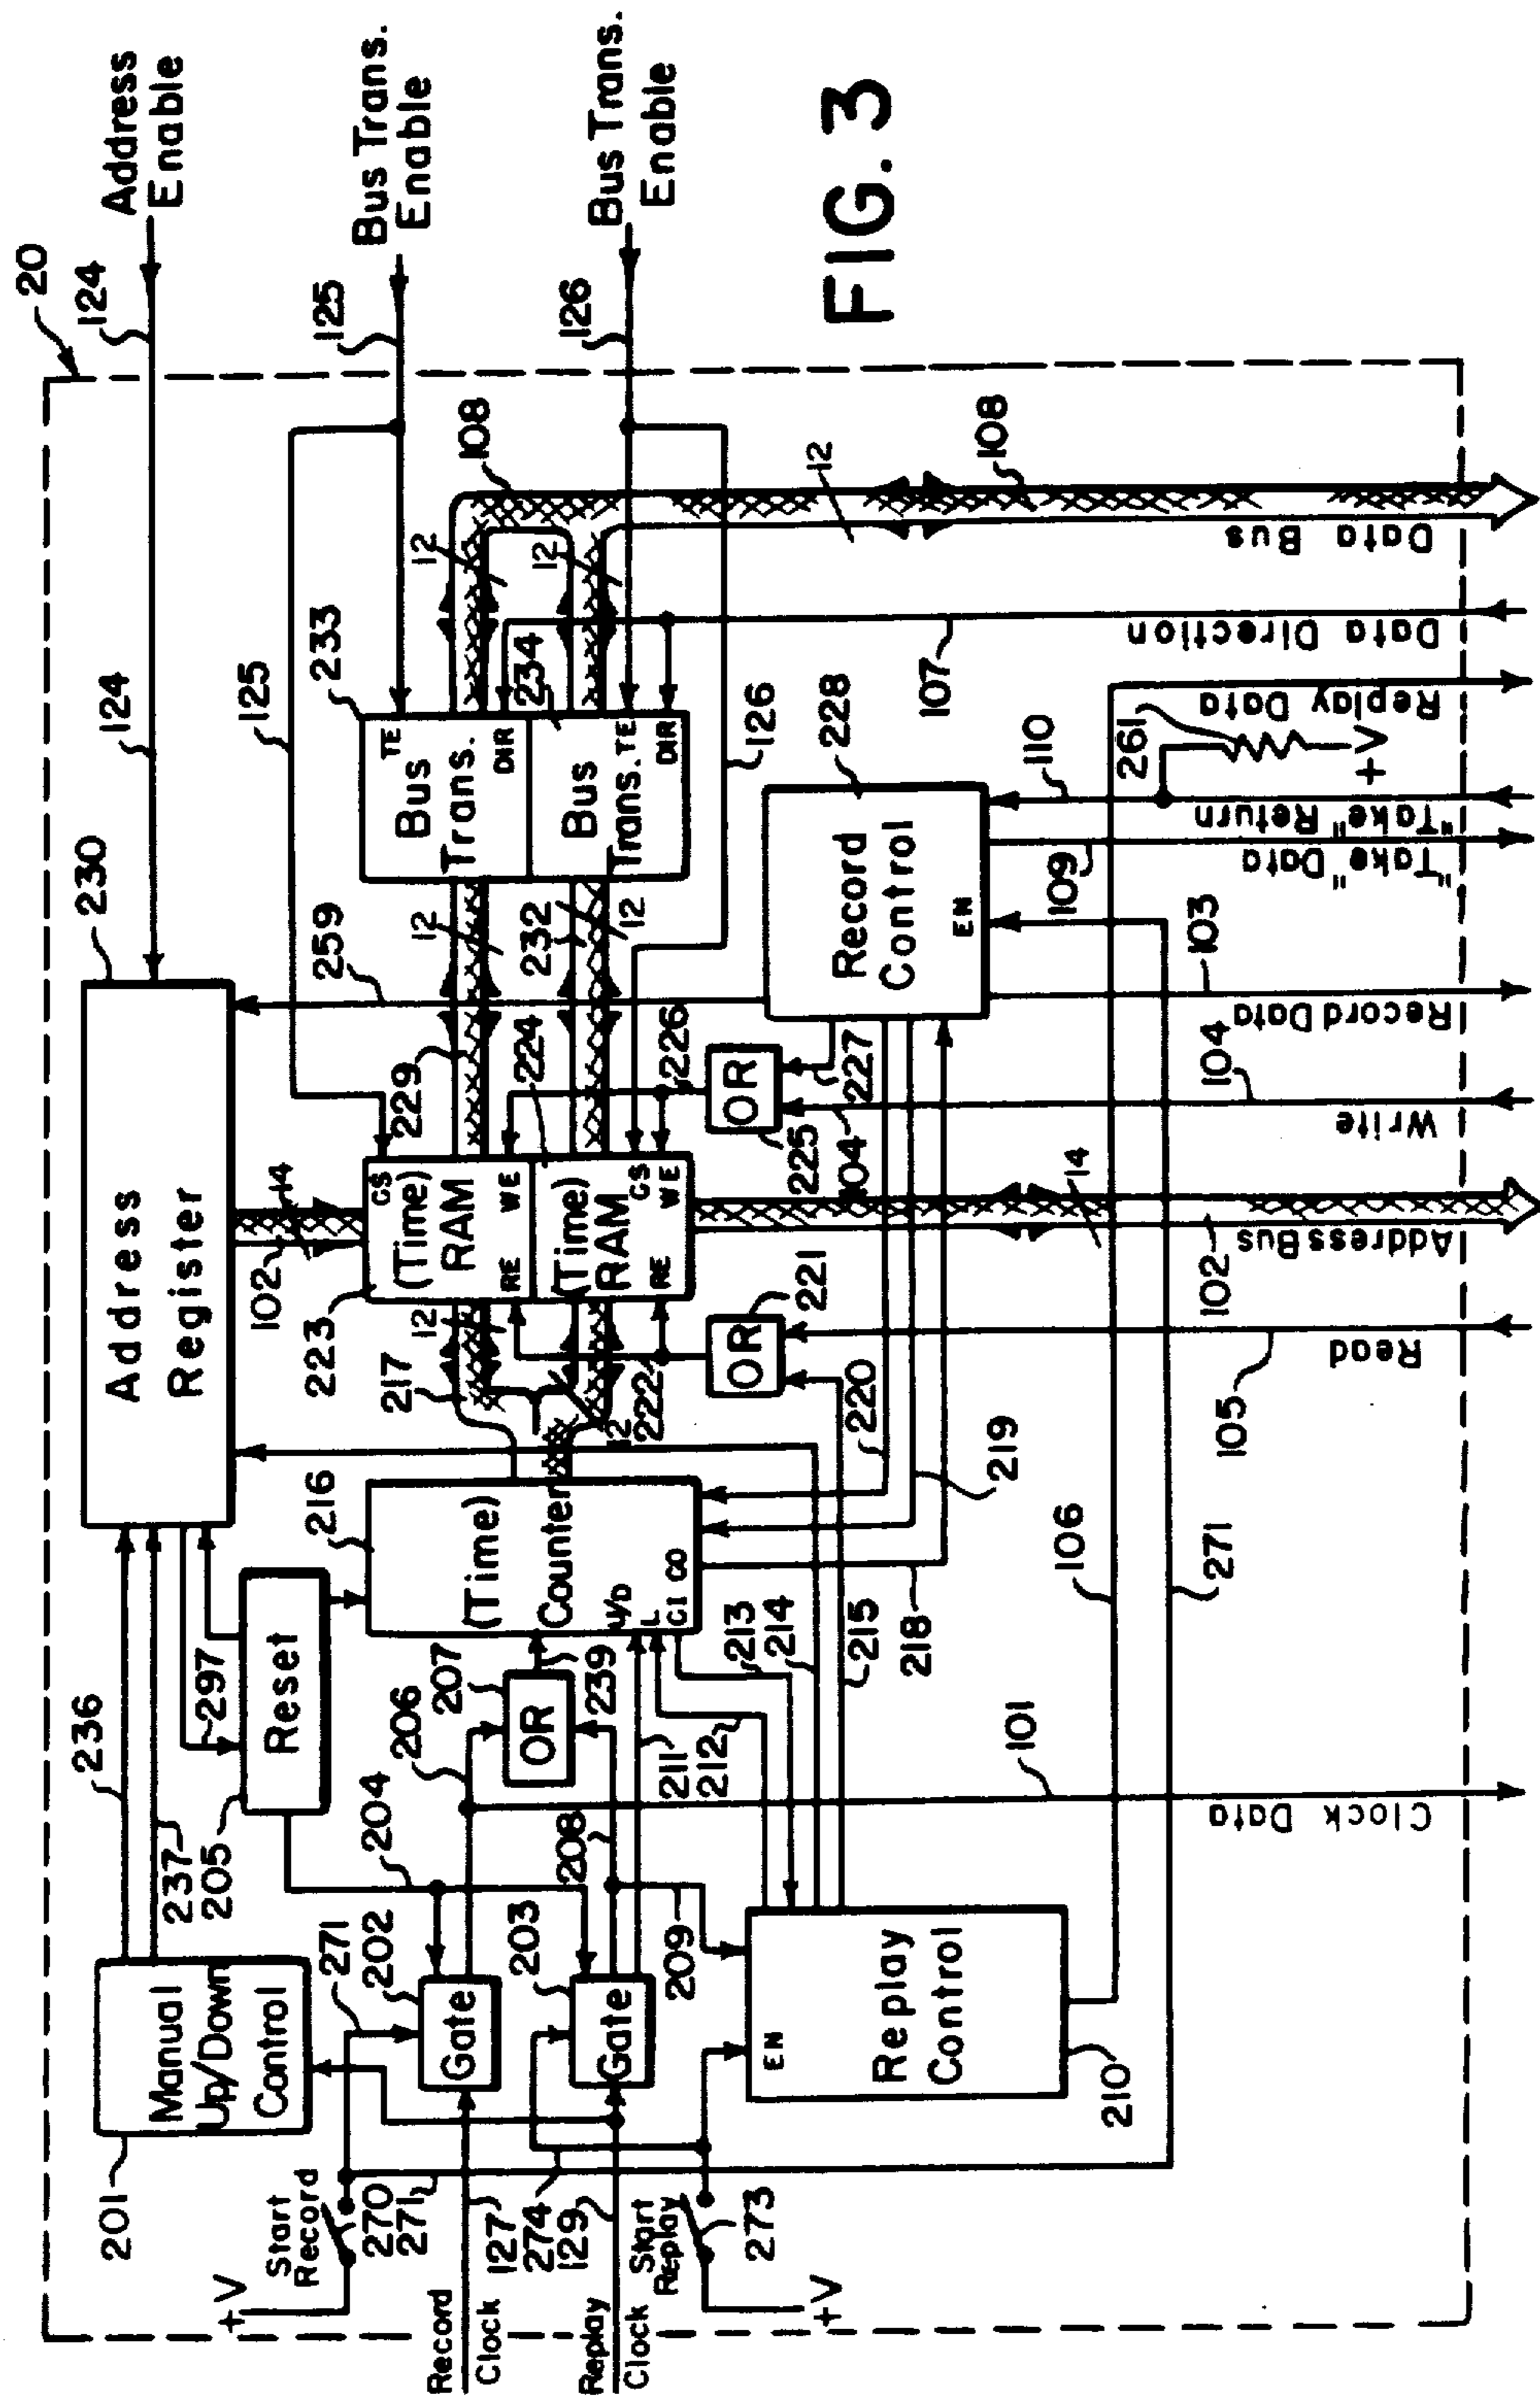 FIG. 3
20
Address
Enable
124
124
Bus Trans.
Enable
125
125
Bus Trans.
Enable
126
126
201
Manual
Up/Down
Control
236
237
205
Reset
297
230
Address
Register
+V
Start
Record
270
271
271
202
Gate
204
206
207
OR
239
Record
Clock
127
274
129
Replay
Clock
203
Gate
208
209
211
212
213
214
215
Start
Replay
273
+V
EN
Replay
Control
210
216
(Time)
Counter
U/D
L
CI
CO
217
218
219
220
12
12
222
OR
221
223
102
14
(Time)
RAM
CS
RE
WE
(Time)
RAM
CS
RE
WE
224
229
259
12
232
12
226
OR
225
227
104
233
Bus
Trans.
TE
DIR
234
Bus
Trans.
TE
DIR
12
12
108
12
108
228
Record
Control
EN
107
110
261
+V
109
103
104
14
102
105
106
271
101
Data Bus
Data Direction
Replay Data
"Take" Return
"Take" Data
Record Data
Write
Address Bus
Read
Clock Data